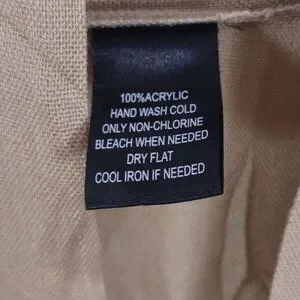 100%ACRYLIC
HAND WASH COLD
ONLY NON-CHLORINE
BLEACH WHEN NEEDED
DRY FLAT
COOL IRON IF NEEDED